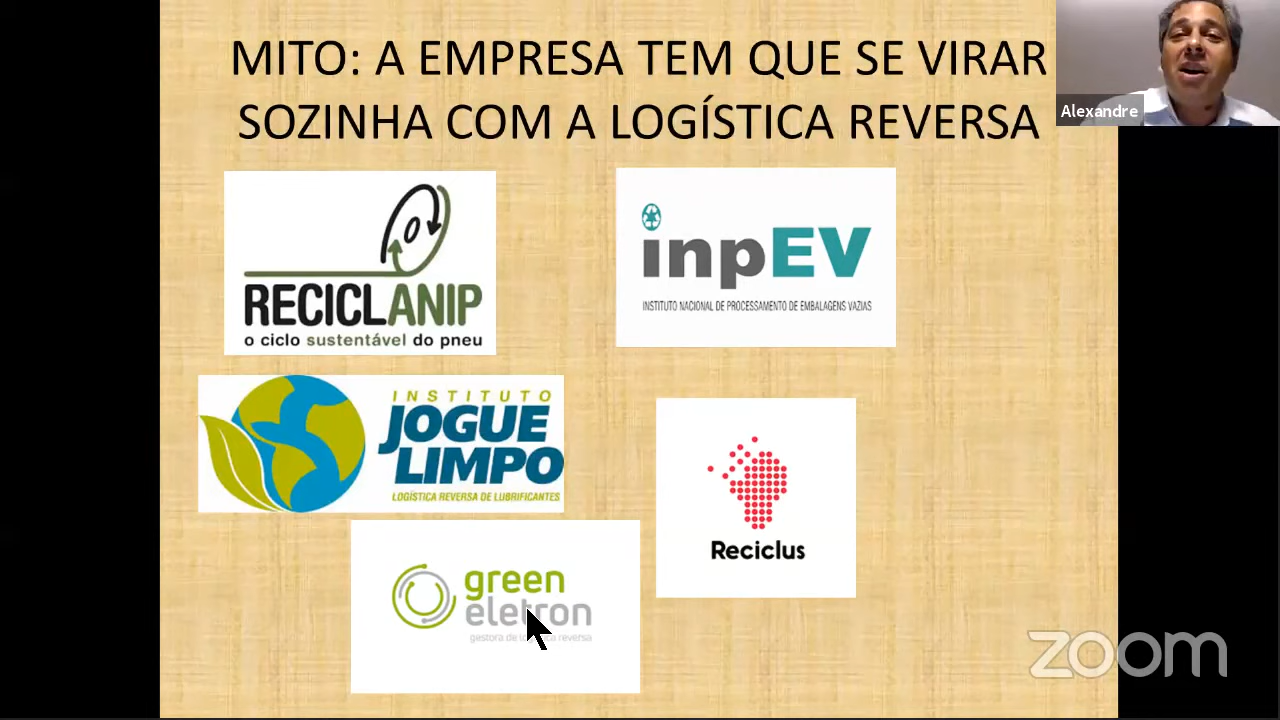 MITO: A EMPRESA TEM QUE SE VIRAR
SOZINHA COM A LOGÍSTICA REVERSA
Alexandre
RECICLANIP
o ciclo sustentável do pneu
inpEV
INSTITUTO NACIONAL DE PROCESSAMENTO DE EMBALAGENS VAZIAS
INSTITUTO
JOGUE
LIMPO
LOGÍSTICA REVERSA DE LUBRIFICANTES
Reciclus
green
eletron
gestora de logística reversa
zoom